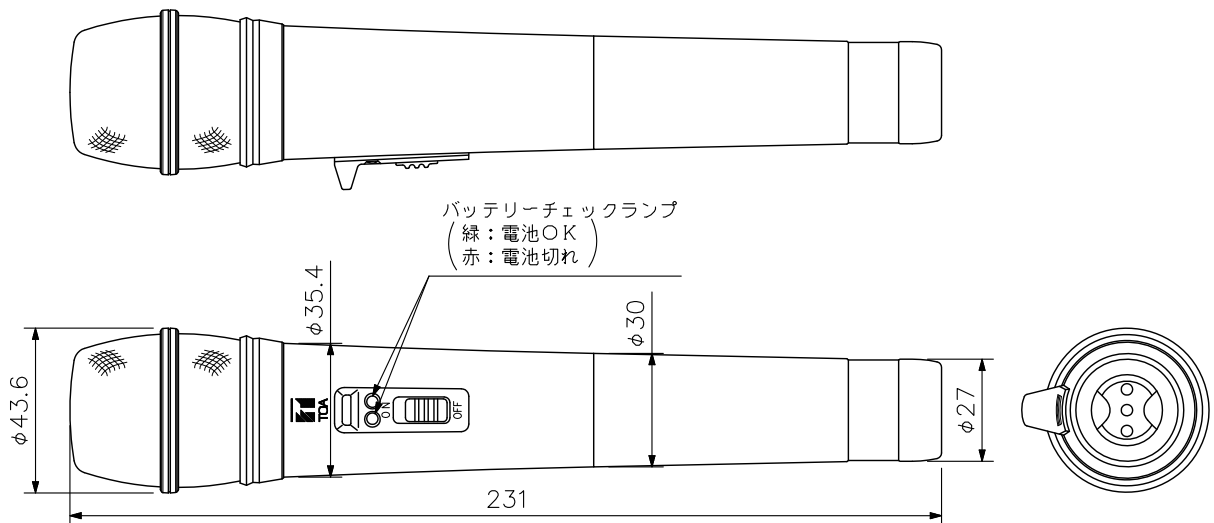 バッテリーチェックランプ
(緑：電池OK
赤：電池切れ)
φ35.4
φ30
φ43.6
TOA
ON
OFF
φ27
231